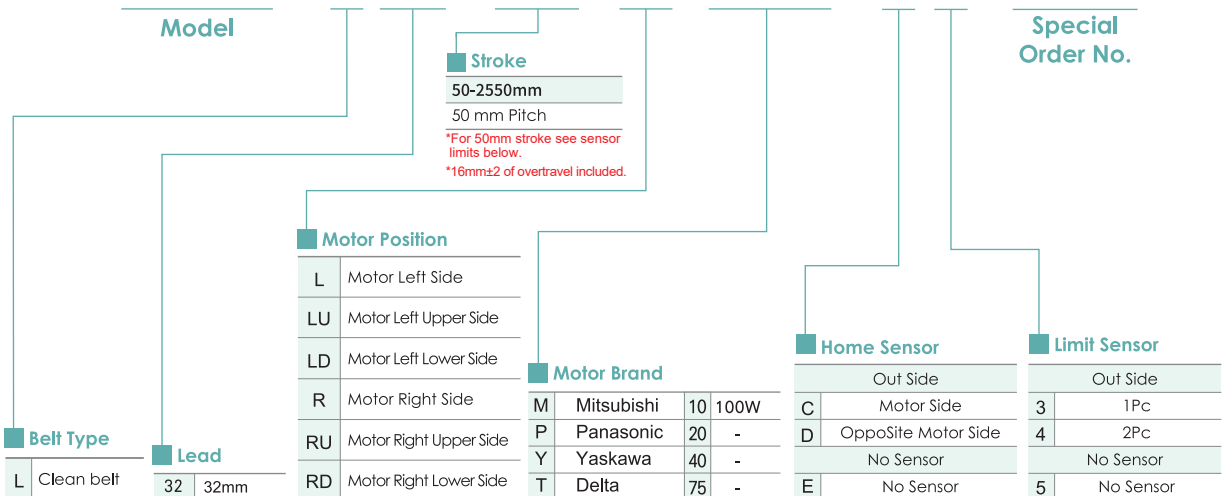 Model
Special
Order No.
Stroke
50-2550mm
50 mm Pitch
*For 50mm stroke see sensor
limits below.
*16mm±2 of overtravel included.
Motor Position
L Motor Left Side
LU Motor Left Upper Side
LD Motor Left Lower Side
R Motor Right Side
RU Motor Right Upper Side
RD Motor Right Lower Side
Belt Type
L Clean belt
Lead
32 32mm
Motor Brand
M Mitsubishi 10 100W
P Panasonic 20 -
Y Yaskawa 40 -
T Delta 75 -
Home Sensor
Out Side
C Motor Side
D OppoSite Motor Side
No Sensor
E No Sensor
Limit Sensor
Out Side
3 1Pc
4 2Pc
No Sensor
5 No Sensor